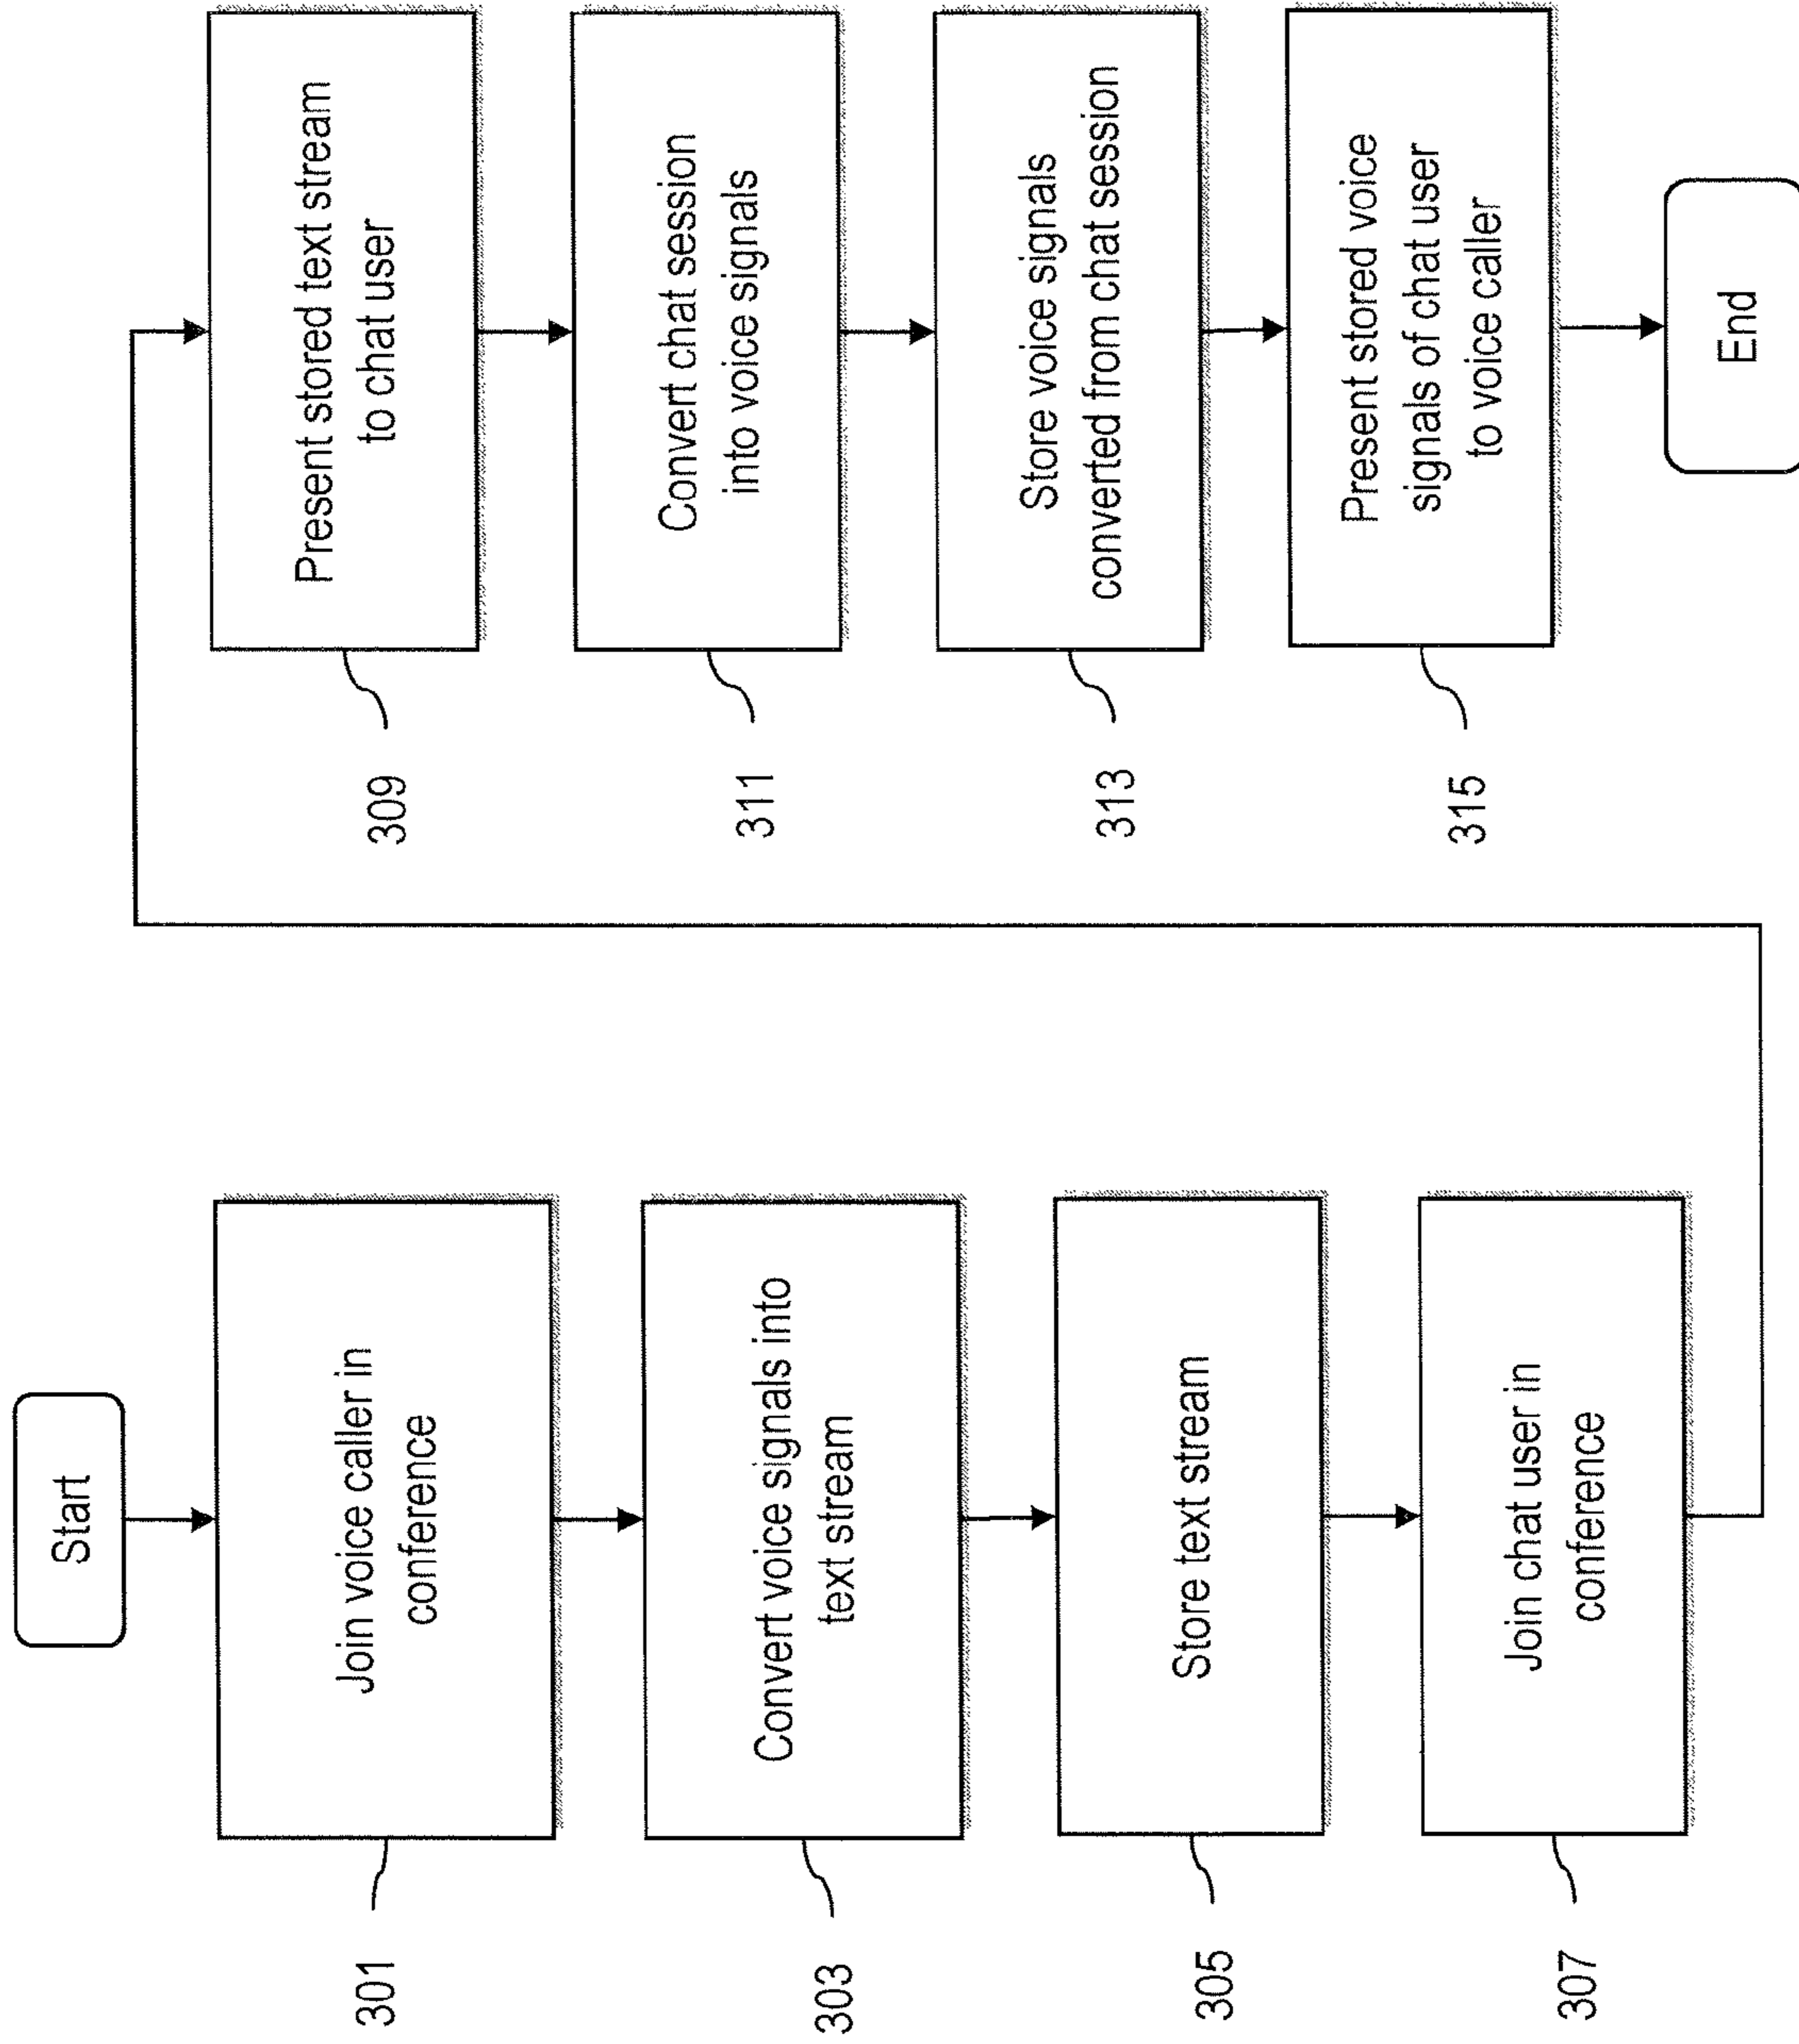 Start
301
Join voice caller in
conference
303
Convert voice signals into
text stream
305
Store text stream
307
Join chat user in
conference
309
Present stored text stream
to chat user
311
Convert chat session
into voice signals
313
Store voice signals
converted from chat session
315
Present stored voice
signals of chat user
to voice caller
End